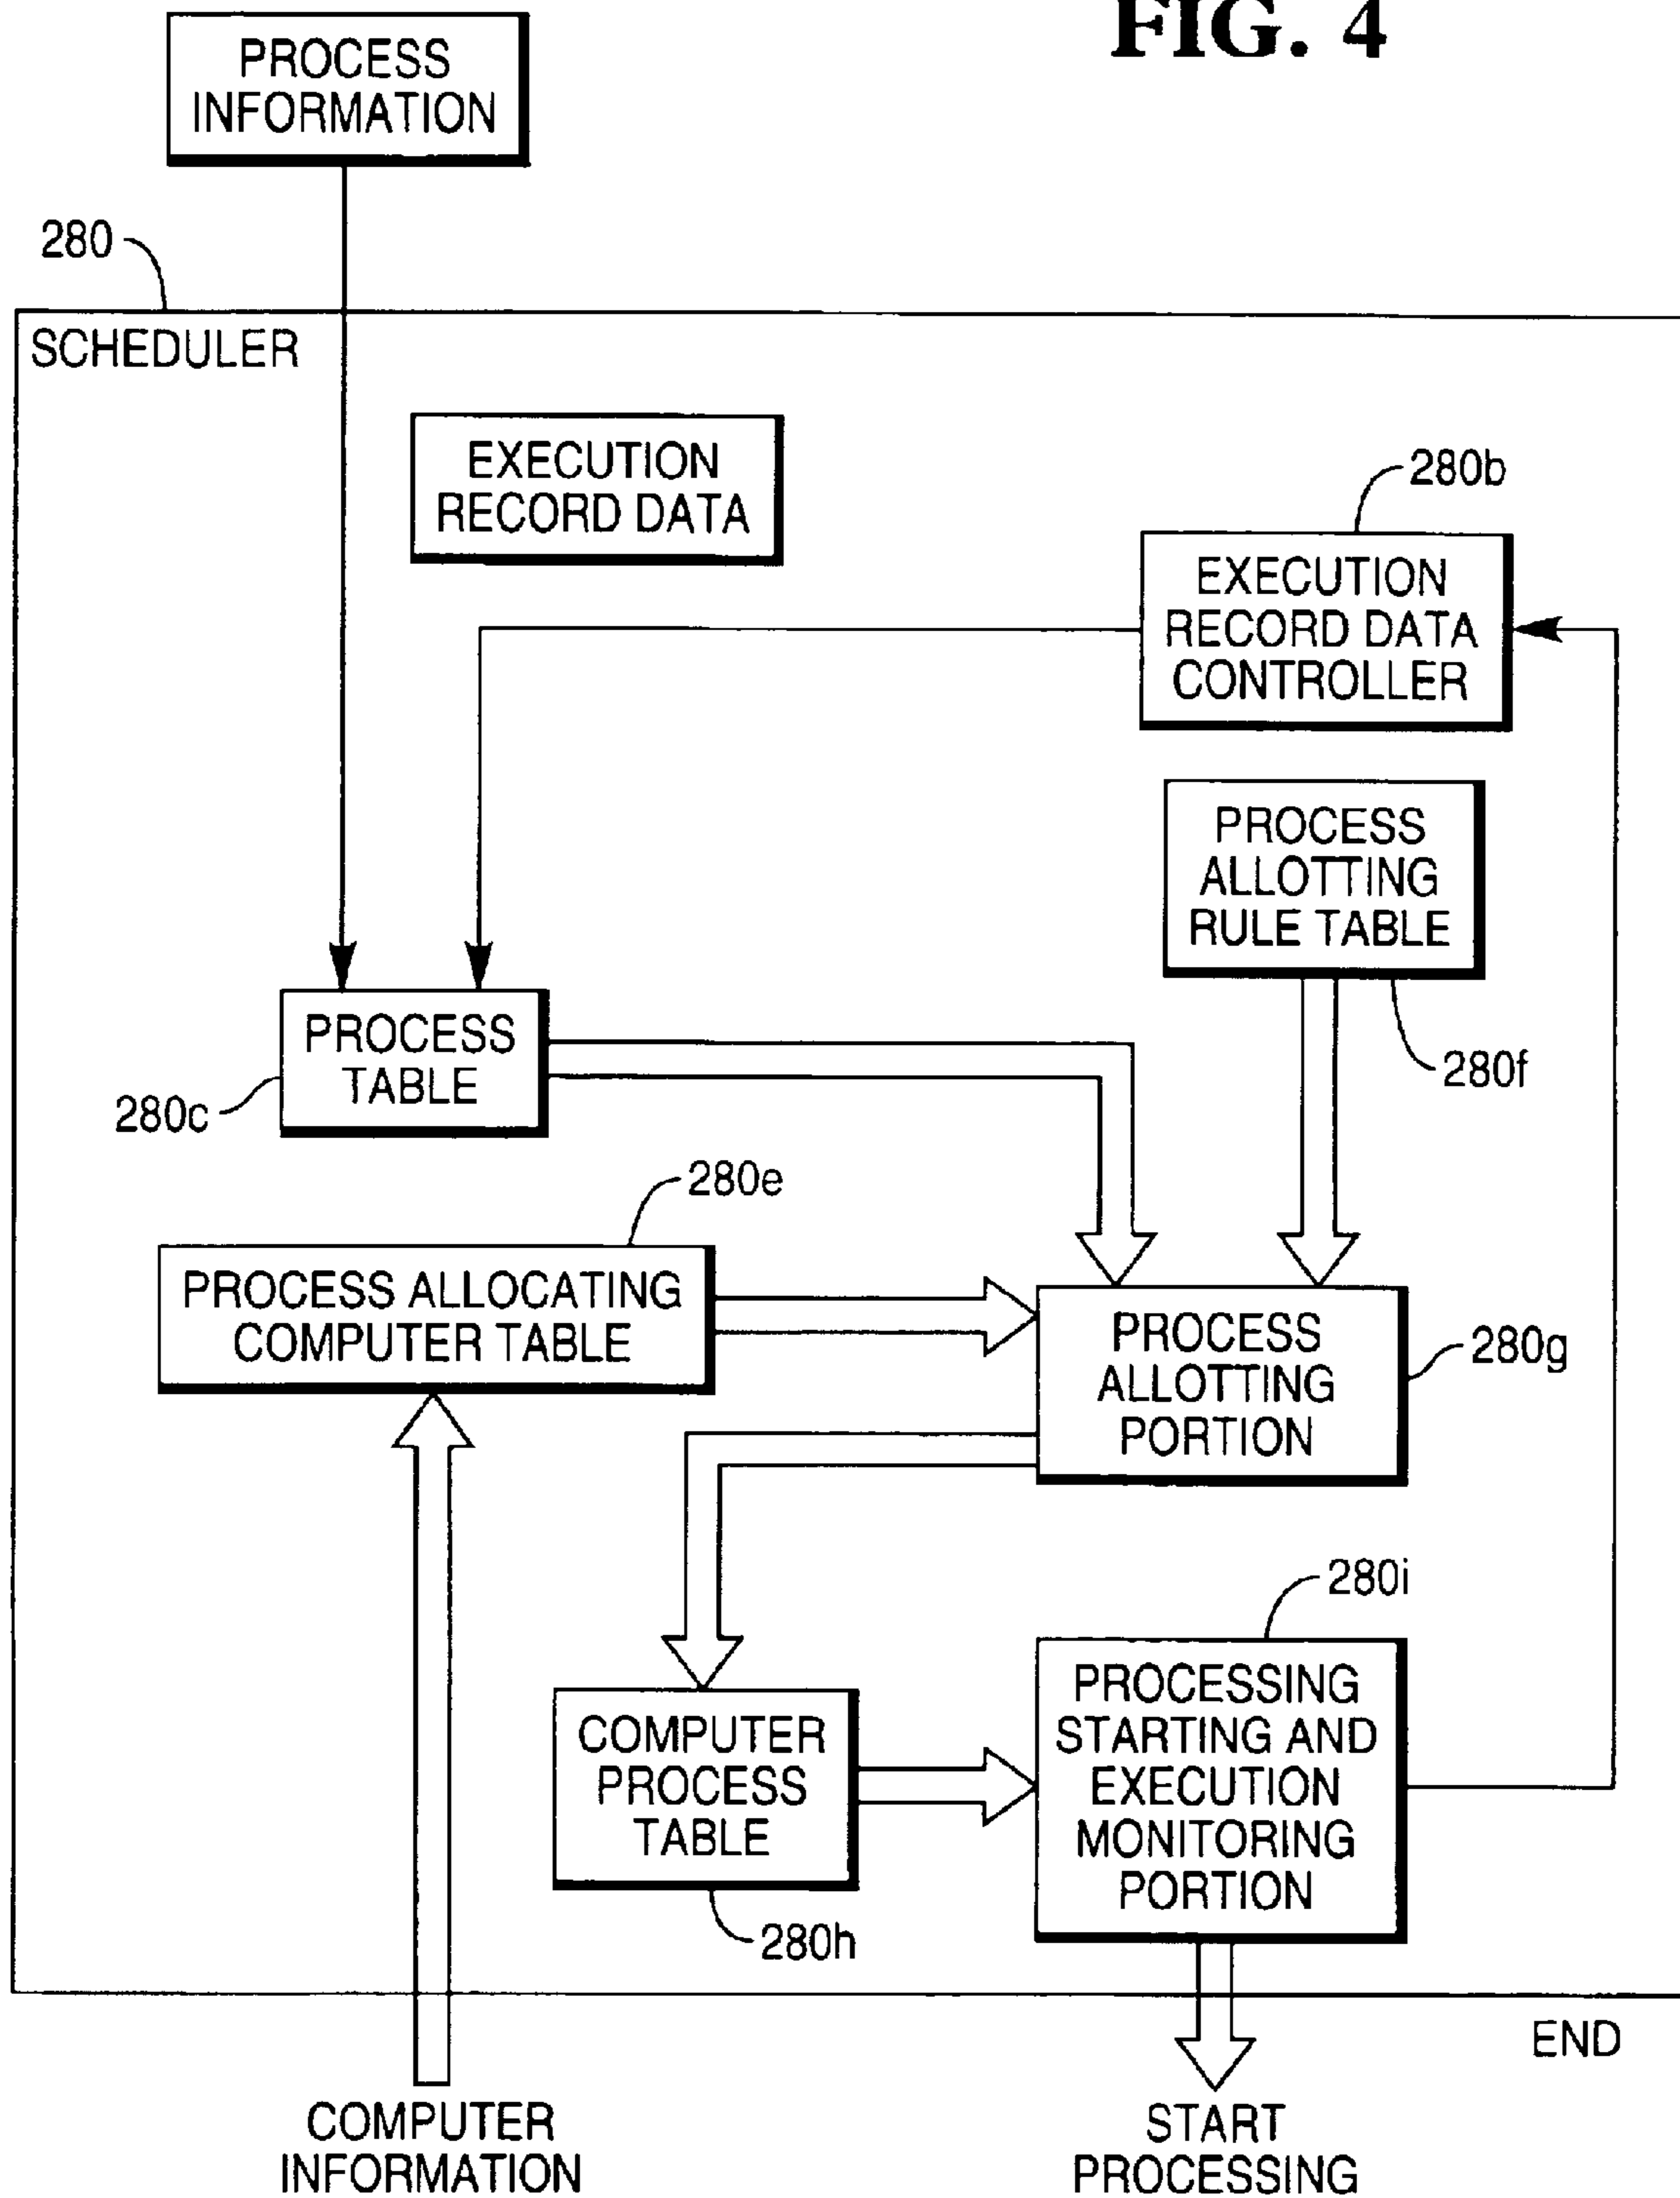 FIG. 4
PROCESS
INFORMATION
280
SCHEDULER
EXECUTION
RECORD DATA
280b
EXECUTION
RECORD DATA
CONTROLLER
PROCESS
ALLOTTING
RULE TABLE
280f
PROCESS
TABLE
280c
280e
PROCESS ALLOCATING
COMPUTER TABLE
PROCESS
ALLOTTING
PORTION
280g
280i
COMPUTER
PROCESS
TABLE
280h
PROCESSING
STARTING AND
EXECUTION
MONITORING
PORTION
END
COMPUTER
INFORMATION
START
PROCESSING